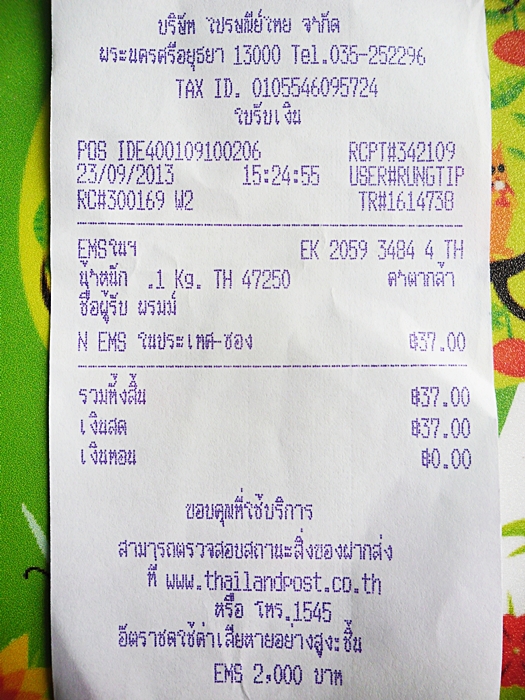 บริษัท ไปรษณีย์ไทย จำกัด
พระนครศรีอยุธยา 13000 Tel.035-252296
TAX ID. 0105546095724
ใบรับเงิน
POS IDE400109100206 RCPT#342109
23/09/2013 15:24:55 USER#RUNGTIP
RC#300169 W2 TR#1614738
EMSในฯ EK 2059 3484 4 TH
น้ำหนัก .1 Kg. TH 47250 คำตากล้า
ชื่อผู้รับ พรมม์
N EMS ในประเทศ-ซอง ฿37.00
รวมทั้งสิ้น ฿37.00
เงินสด ฿37.00
เงินทอน ฿0.00
ขอบคุณที่ใช้บริการ
สามารถตรวจสอบสถานะสิ่งของฝากส่ง
ที่ www.thailandpost.co.th
หรือ โทร.1545
อัตราชดใช้ค่าเสียหายอย่างสูงะชิ้น
EMS 2,000 บาท